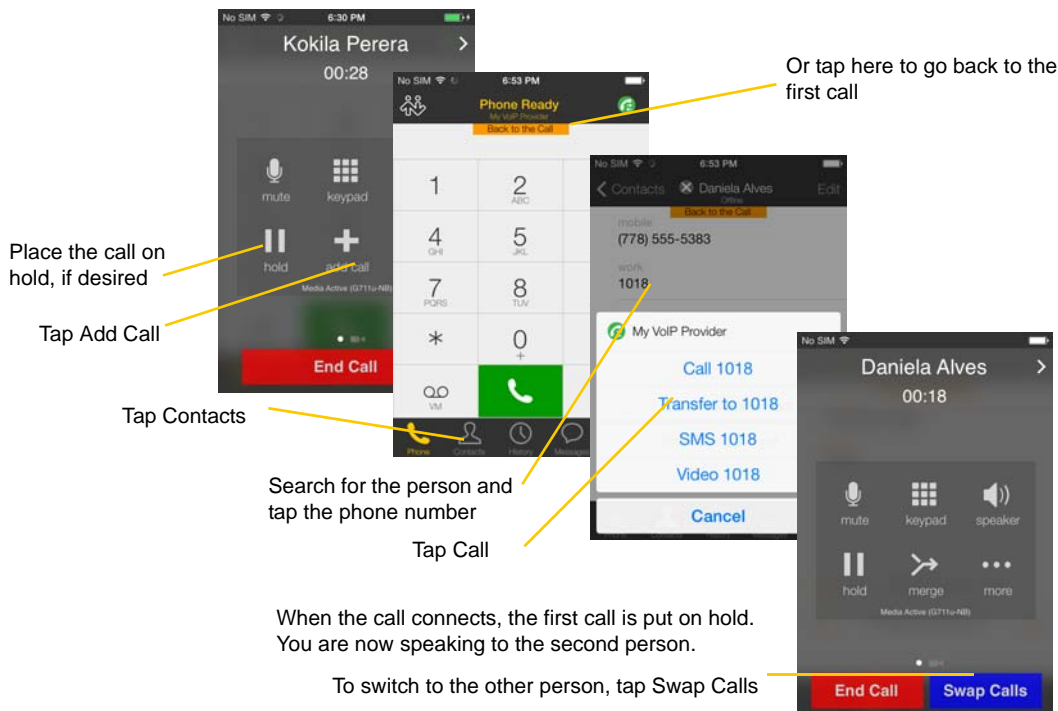 No SIM 6:30 PM
Kokila Perera
00:28
mute keypad
hold add call
Media Active (G711u-NB)
End Call
Place the call on
hold, if desired
Tap Add Call
No SIM 6:53 PM
Phone Ready
My VoIP Provider
Back to the Call
1 2
ABC
4 5
GHI JKL
7 8
PQRS TUV
* 0
+
VM
Phone Contacts History Messages
Tap Contacts
Or tap here to go back to the
first call
No SIM 6:53 PM
Contacts Daniela Alves Edit
Offline
Back to the Call
mobile
(778) 555-5383
work
1018
My VoIP Provider
Call 1018
Transfer to 1018
SMS 1018
Video 1018
Cancel
Phone Contacts History Messages
Search for the person and
tap the phone number
Tap Call
No SIM
Daniela Alves
00:18
mute keypad speaker
hold merge more
Media Active (G711u-NB)
End Call Swap Calls
When the call connects, the first call is put on hold.
You are now speaking to the second person.
To switch to the other person, tap Swap Calls